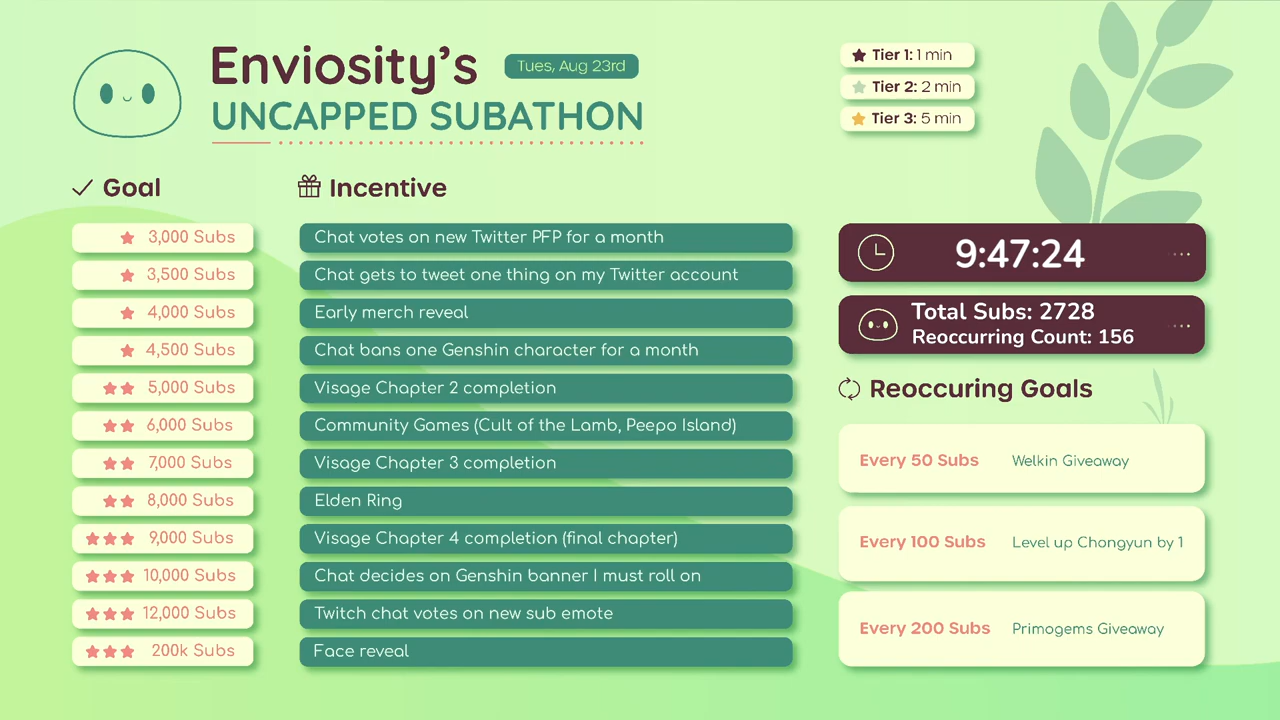 Enviosity's
Tues, Aug 23rd
UNCAPPED SUBATHON
Tier 1: 1 min
Tier 2: 2 min
Tier 3: 5 min
Goal
Incentive
3,000 Subs
Chat votes on new Twitter PFP for a month
3,500 Subs
Chat gets to tweet one thing on my Twitter account
4,000 Subs
Early merch reveal
4,500 Subs
Chat bans one Genshin character for a month
5,000 Subs
Visage Chapter 2 completion
6,000 Subs
Community Games (Cult of the Lamb, Peepo Island)
7,000 Subs
Visage Chapter 3 completion
8,000 Subs
Elden Ring
9,000 Subs
Visage Chapter 4 completion (final chapter)
10,000 Subs
Chat decides on Genshin banner I must roll on
12,000 Subs
Twitch chat votes on new sub emote
200k Subs
Face reveal
9:47:24
Total Subs: 2728
Reoccurring Count: 156
Reoccuring Goals
Every 50 Subs
Welkin Giveaway
Every 100 Subs
Level up Chongyun by 1
Every 200 Subs
Primogems Giveaway